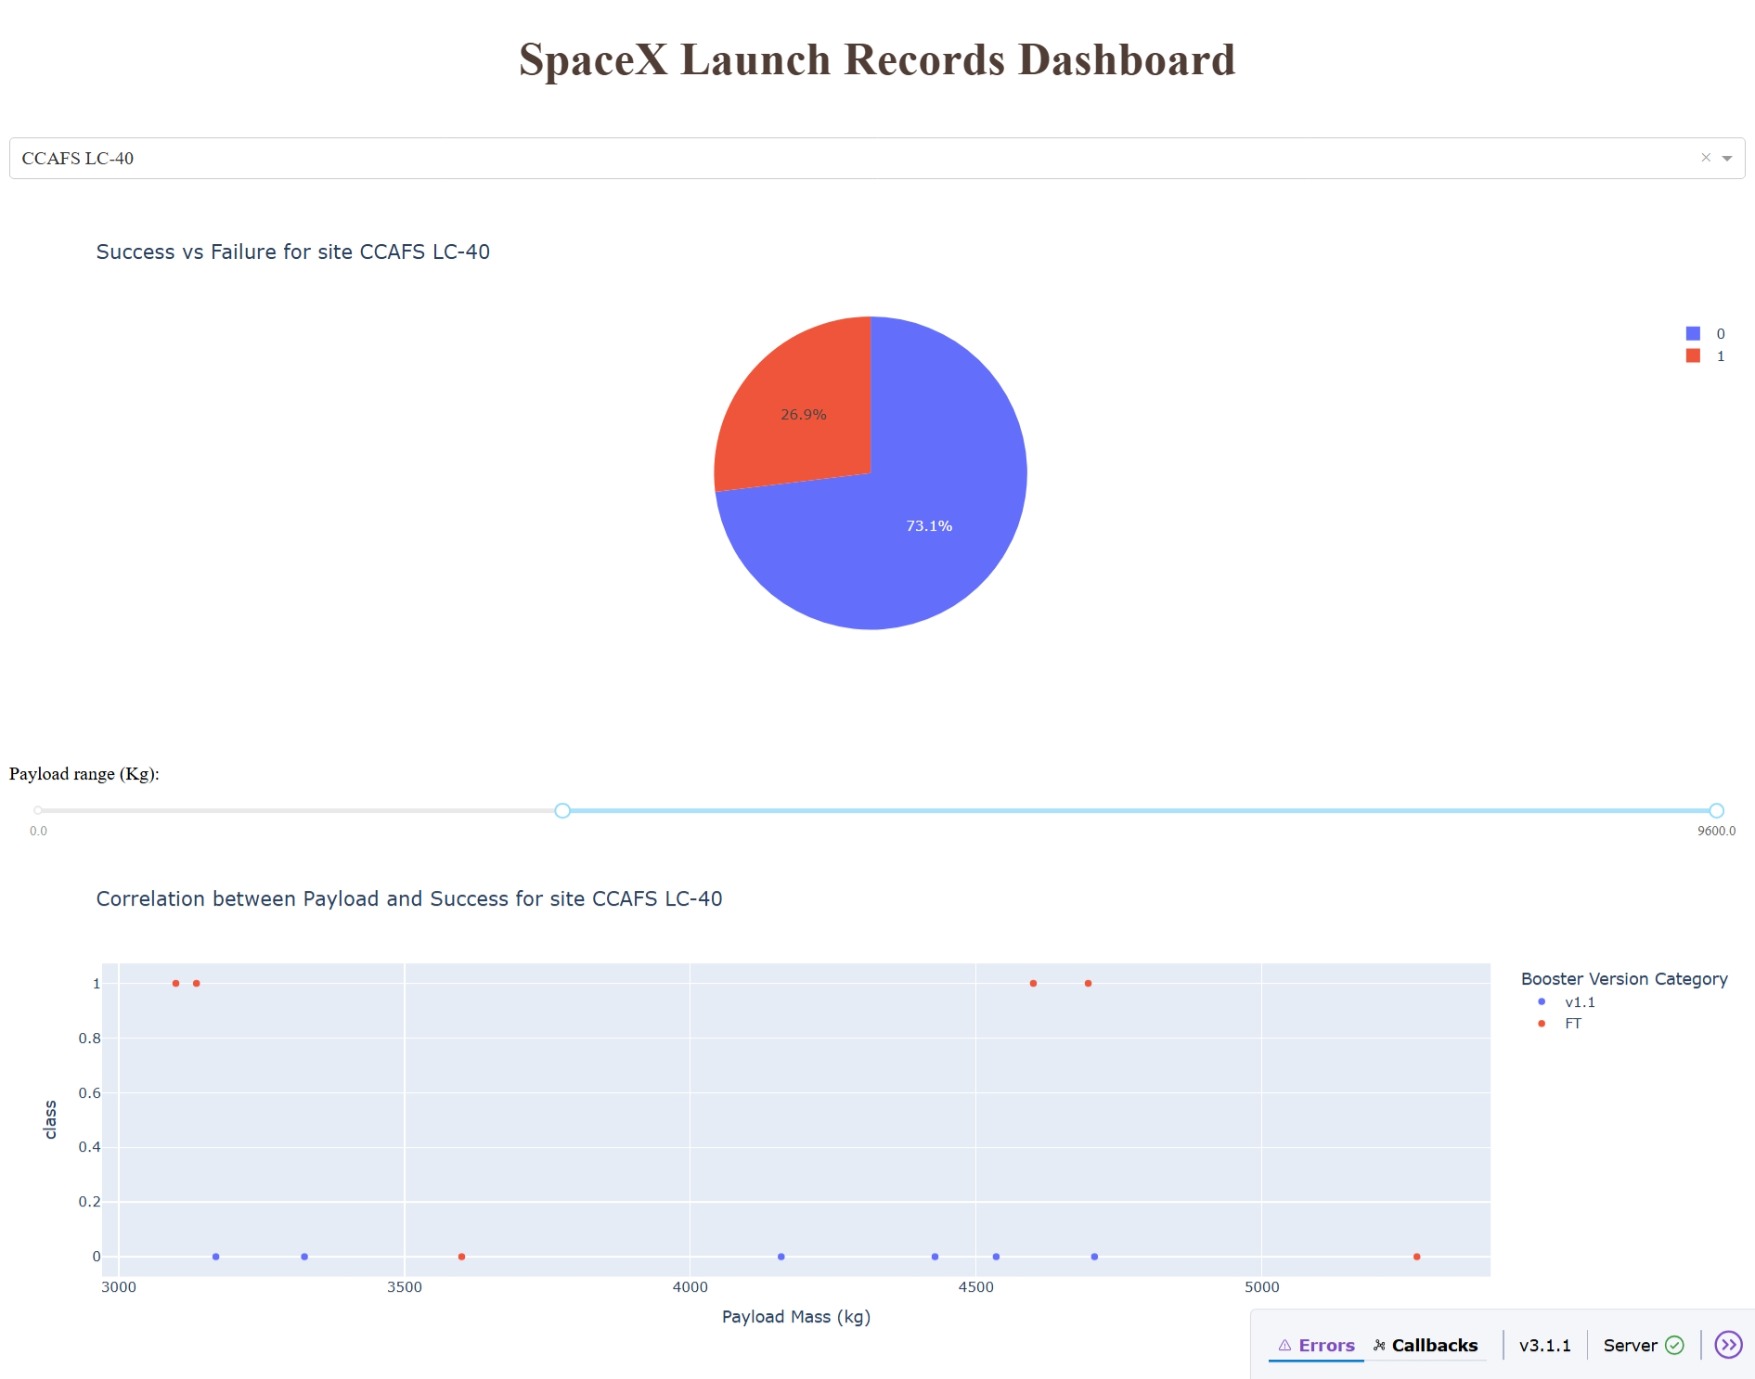 SpaceX Launch Records Dashboard
CCAFS LC-40
×
Success vs Failure for site CCAFS LC-40
0
1
26.9%
73.1%
Payload range (Kg):
0.0
9600.0
Correlation between Payload and Success for site CCAFS LC-40
Booster Version Category
v1.1
FT
class
1
0.8
0.6
0.4
0.2
0
3000 3500 4000 4500 5000
Payload Mass (kg)
Errors Callbacks v3.1.1 Server